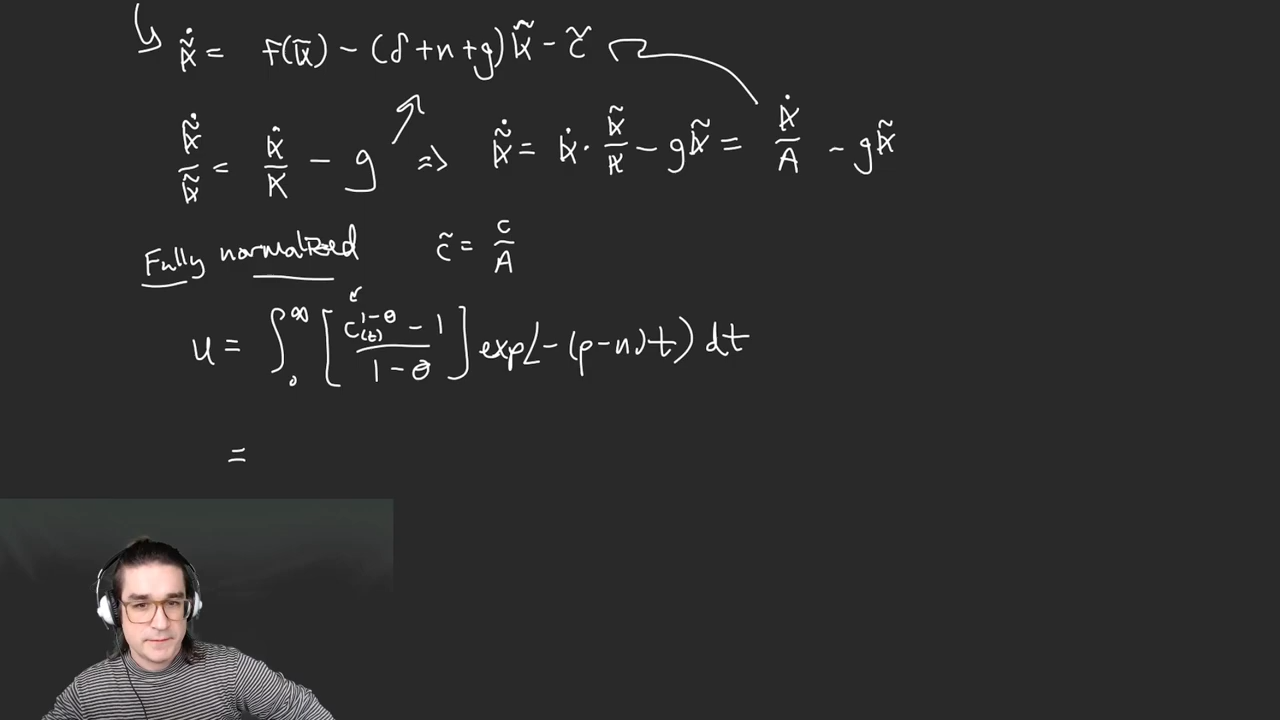 ↳ k̃̇ = f(k̃) − (δ+n+g)k̃ − c̃
k̃̇/k̃ = k̇/k − g ⇒ k̃̇ = k̇ · k̃/k − gk̃ = k̇/A − gk̃
Fully normalized c̃ = c/A
u = ∫₀^∞ [(c(t)^{1−θ} − 1)/(1−θ)] exp(−(ρ−n)t) dt
=